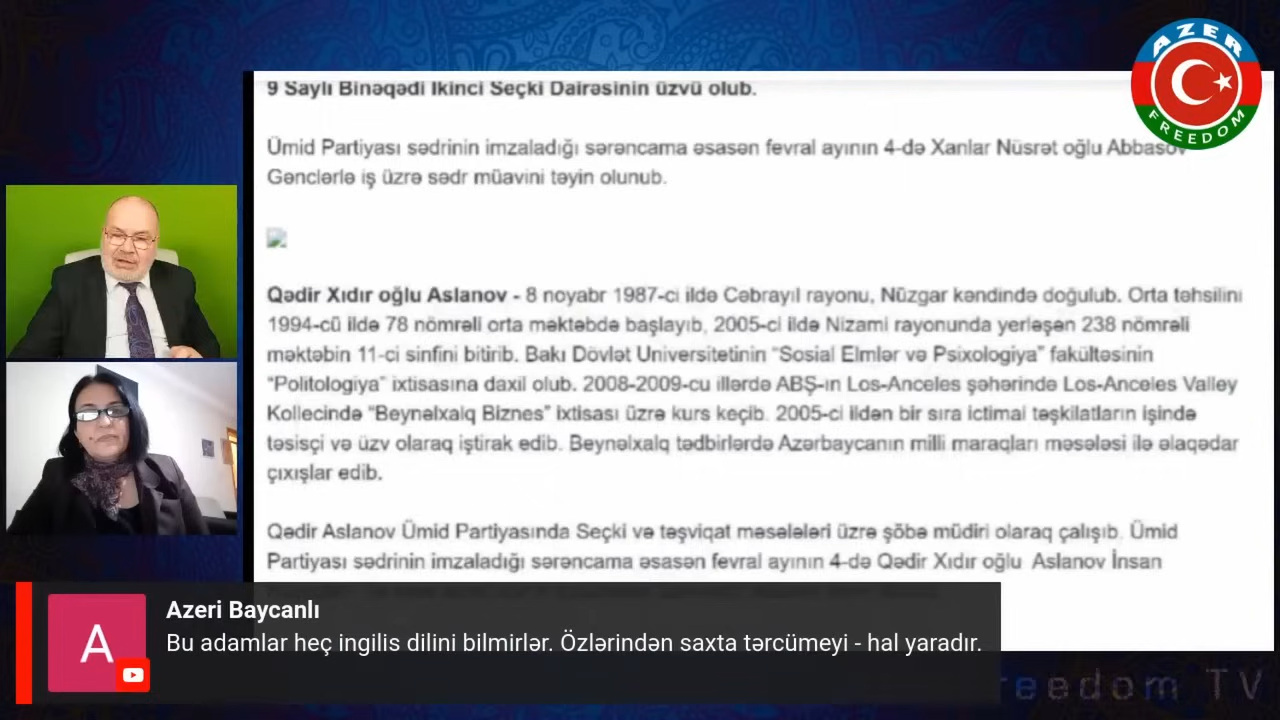 9 Saylı Binəqədi İkinci Seçki Dairəsinin üzvü olub.
Ümid Partiyası sədrinin imzaladığı sərəncama əsasən fevral ayının 4-də Xanlar Nüsrət oğlu Abbasov
Gənclərlə iş üzrə sədr müavini təyin olunub.
Qədir Xıdır oğlu Aslanov - 8 noyabr 1987-ci ildə Cəbrayıl rayonu, Nüzgar kəndində doğulub. Orta təhsilini
1994-cü ildə 78 nömrəli orta məktəbdə başlayıb, 2005-ci ildə Nizami rayonunda yerləşən 238 nömrəli
məktəbin 11-ci sinfini bitirib. Bakı Dövlət Universitetinin "Sosial Elmlər və Psixologiya" fakültəsinin
"Politologiya" ixtisasına daxil olub. 2008-2009-cu illərdə ABŞ-ın Los-Anceles şəhərində Los-Anceles Valley
Kollecində "Beynəlxalq Biznes" ixtisası üzrə kurs keçib. 2005-ci ildən bir sıra ictimai təşkilatların işində
təsisçi və üzv olaraq iştirak edib. Beynəlxalq tədbirlərdə Azərbaycanın milli maraqları məsələsi ilə əlaqədar
çıxışlar edib.
Qədir Aslanov Ümid Partiyasında Seçki və təşviqat məsələləri üzrə şöbə müdiri olaraq çalışıb. Ümid
Partiyası sədrinin imzaladığı sərəncama əsasən fevral ayının 4-də Qədir Xıdır oğlu Aslanov İnsan
AZER
FREEDOM
A
Azeri Baycanlı
Bu adamlar heç ingilis dilini bilmirlər. Özlərindən saxta tərcümeyi - hal yaradır.
reedom TV